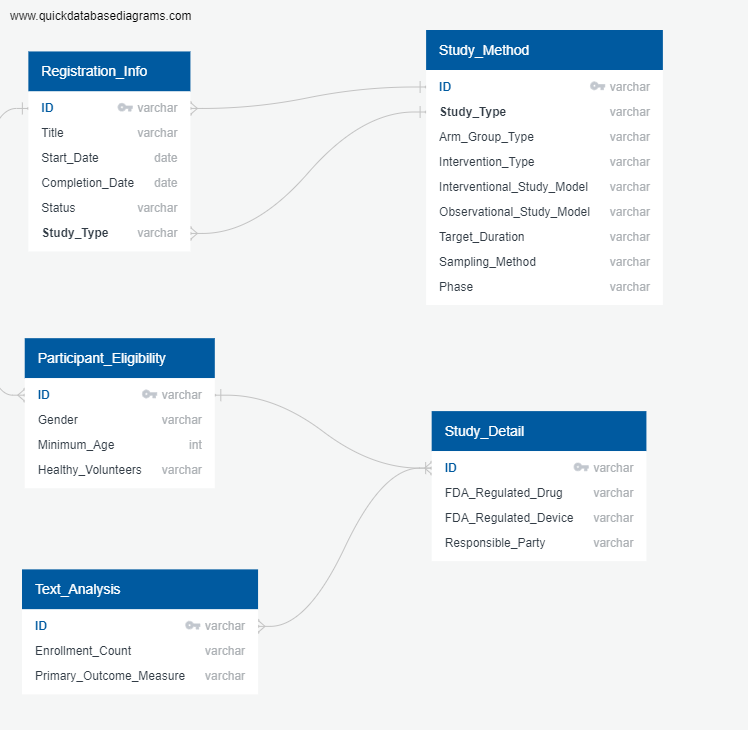 www.quickdatabasediagrams.com
Registration_Info
ID varchar
Title varchar
Start_Date date
Completion_Date date
Status varchar
Study_Type varchar
Study_Method
ID varchar
Study_Type varchar
Arm_Group_Type varchar
Intervention_Type varchar
Interventional_Study_Model varchar
Observational_Study_Model varchar
Target_Duration varchar
Sampling_Method varchar
Phase varchar
Participant_Eligibility
ID varchar
Gender varchar
Minimum_Age int
Healthy_Volunteers varchar
Study_Detail
ID varchar
FDA_Regulated_Drug varchar
FDA_Regulated_Device varchar
Responsible_Party varchar
Text_Analysis
ID varchar
Enrollment_Count varchar
Primary_Outcome_Measure varchar